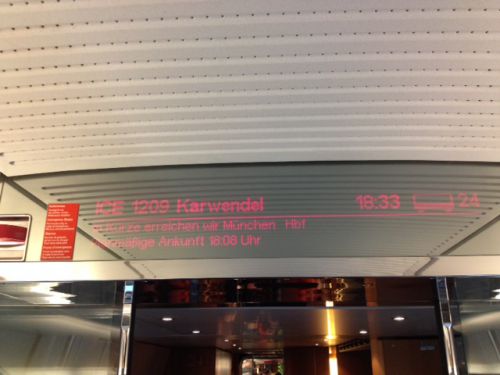 ICE 1209 Karwendel 18:33 24
In Kürze erreichen wir München Hbf
planmäßige Ankunft 18:08 Uhr